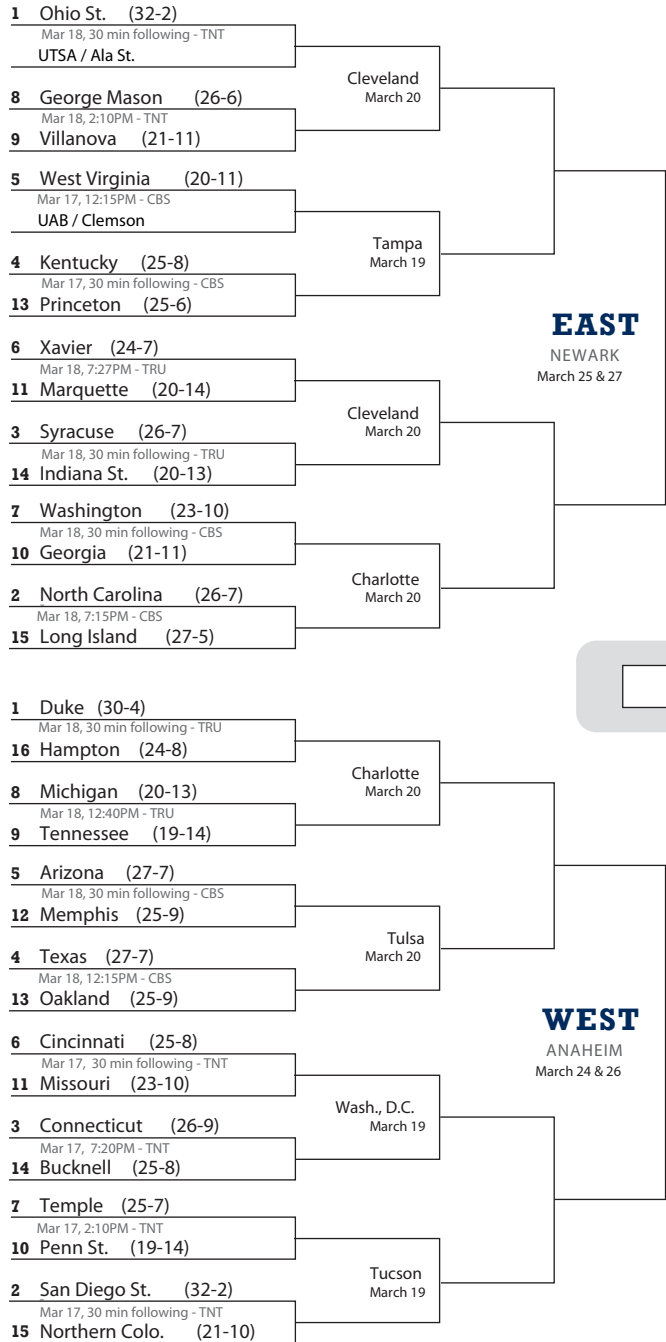 1 Ohio St. (32-2)
Mar 18, 30 min following - TNT
UTSA / Ala St.
8 George Mason (26-6)
Mar 18, 2:10PM - TNT
9 Villanova (21-11)
Cleveland
March 20
5 West Virginia (20-11)
Mar 17, 12:15PM - CBS
UAB / Clemson
4 Kentucky (25-8)
Mar 17, 30 min following - CBS
13 Princeton (25-6)
Tampa
March 19
6 Xavier (24-7)
Mar 18, 7:27PM - TRU
11 Marquette (20-14)
3 Syracuse (26-7)
Mar 18, 30 min following - TRU
14 Indiana St. (20-13)
Cleveland
March 20
7 Washington (23-10)
Mar 18, 30 min following - CBS
10 Georgia (21-11)
2 North Carolina (26-7)
Mar 18, 7:15PM - CBS
15 Long Island (27-5)
Charlotte
March 20
EAST
NEWARK
March 25 & 27
1 Duke (30-4)
Mar 18, 30 min following - TRU
16 Hampton (24-8)
8 Michigan (20-13)
Mar 18, 12:40PM - TRU
9 Tennessee (19-14)
Charlotte
March 20
5 Arizona (27-7)
Mar 18, 30 min following - CBS
12 Memphis (25-9)
4 Texas (27-7)
Mar 18, 12:15PM - CBS
13 Oakland (25-9)
Tulsa
March 20
6 Cincinnati (25-8)
Mar 17, 30 min following - TNT
11 Missouri (23-10)
3 Connecticut (26-9)
Mar 17, 7:20PM - TNT
14 Bucknell (25-8)
Wash., D.C.
March 19
7 Temple (25-7)
Mar 17, 2:10PM - TNT
10 Penn St. (19-14)
2 San Diego St. (32-2)
Mar 17, 30 min following - TNT
15 Northern Colo. (21-10)
Tucson
March 19
WEST
ANAHEIM
March 24 & 26